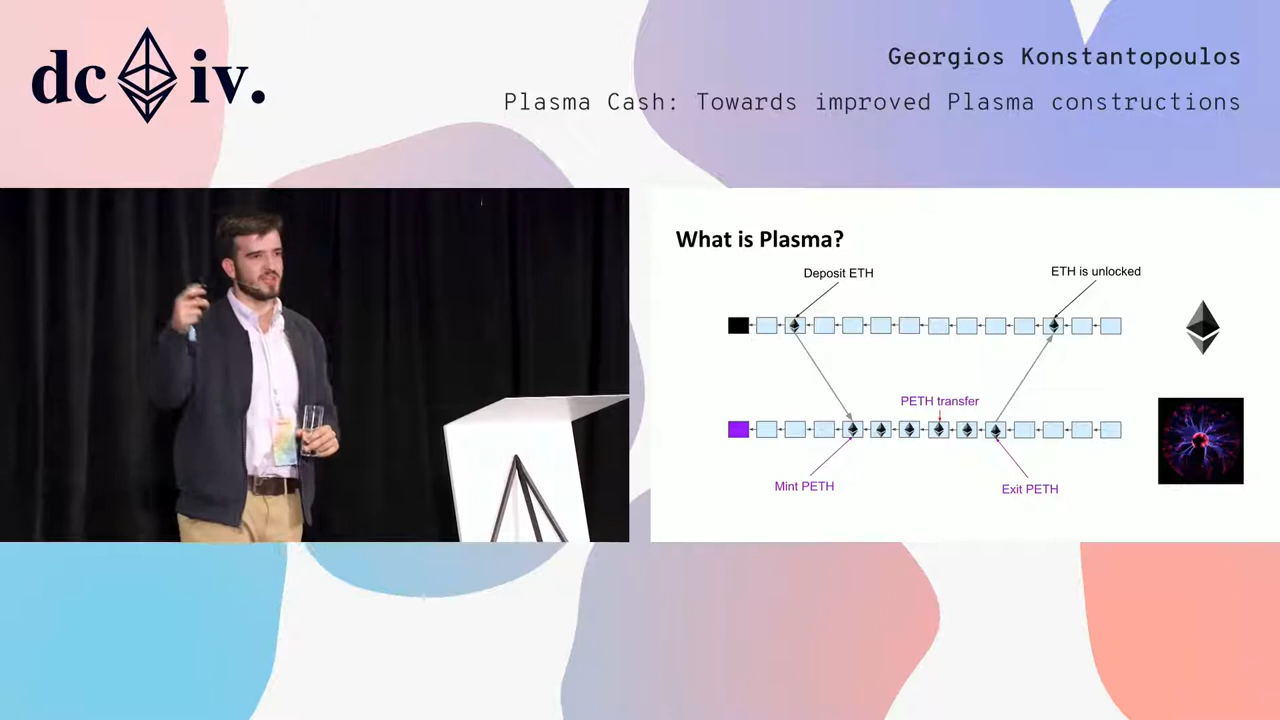 dc iv.
Georgios Konstantopoulos
Plasma Cash: Towards improved Plasma constructions
What is Plasma?
Deposit ETH
ETH is unlocked
PETH transfer
Mint PETH
Exit PETH